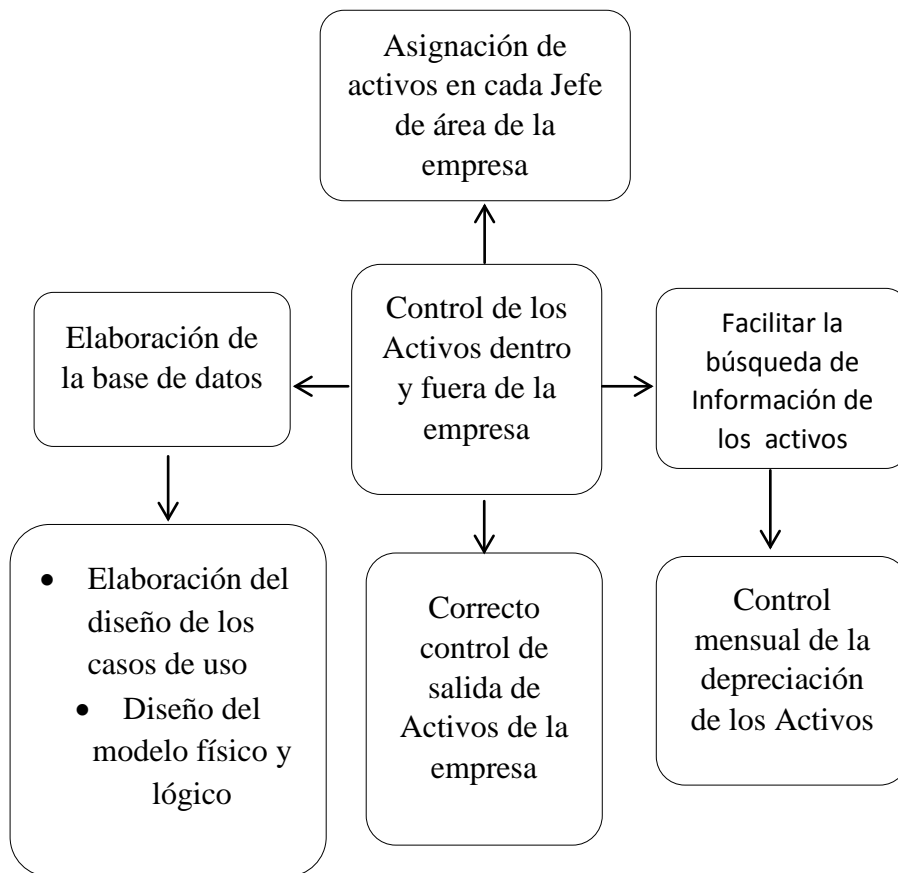 Asignación de
activos en cada Jefe
de área de la
empresa
Elaboración de
la base de datos
Control de los
Activos dentro
y fuera de la
empresa
Facilitar la
búsqueda de
Información de
los activos
• Elaboración del
diseño de los
casos de uso
• Diseño del
modelo físico y
lógico
Correcto
control de
salida de
Activos de la
empresa
Control
mensual de la
depreciación
de los Activos